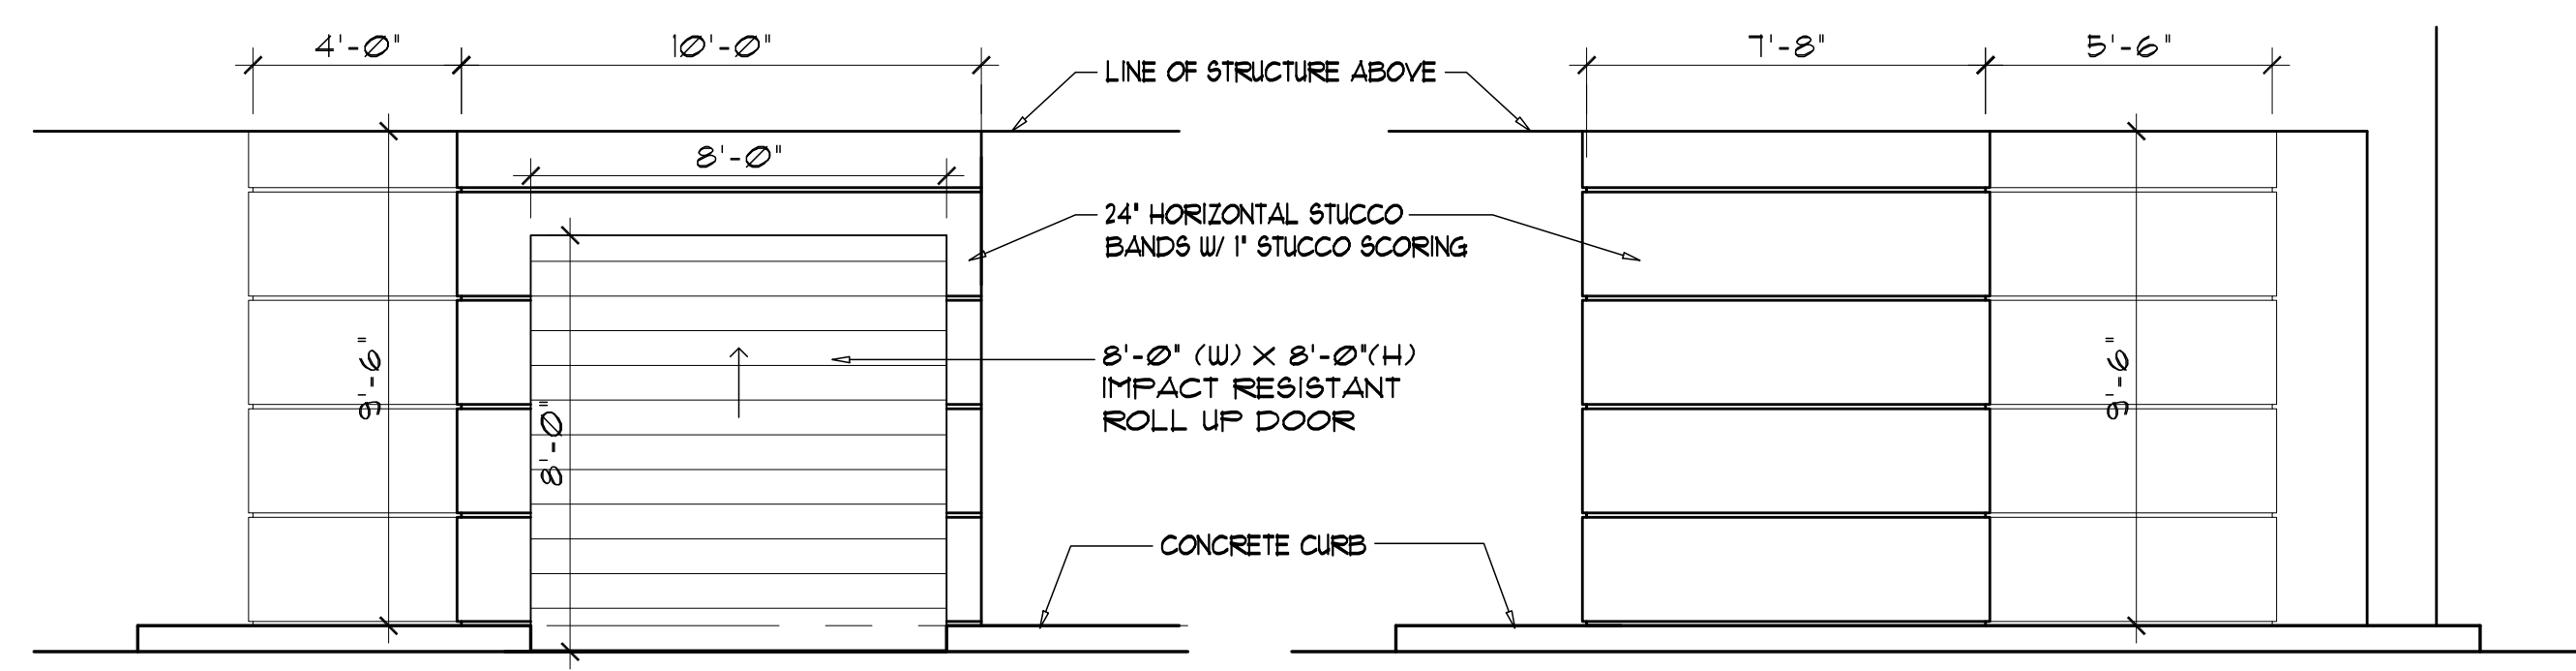 4'-0" 10'-0" 7'-8" 5'-6"
LINE OF STRUCTURE ABOVE
8'-0"
24" HORIZONTAL STUCCO
BANDS W/ 1" STUCCO SCORING
9'-6"
8'-0"
8'-0" (W) X 8'-0"(H)
IMPACT RESISTANT
ROLL UP DOOR
9'-6"
CONCRETE CURB